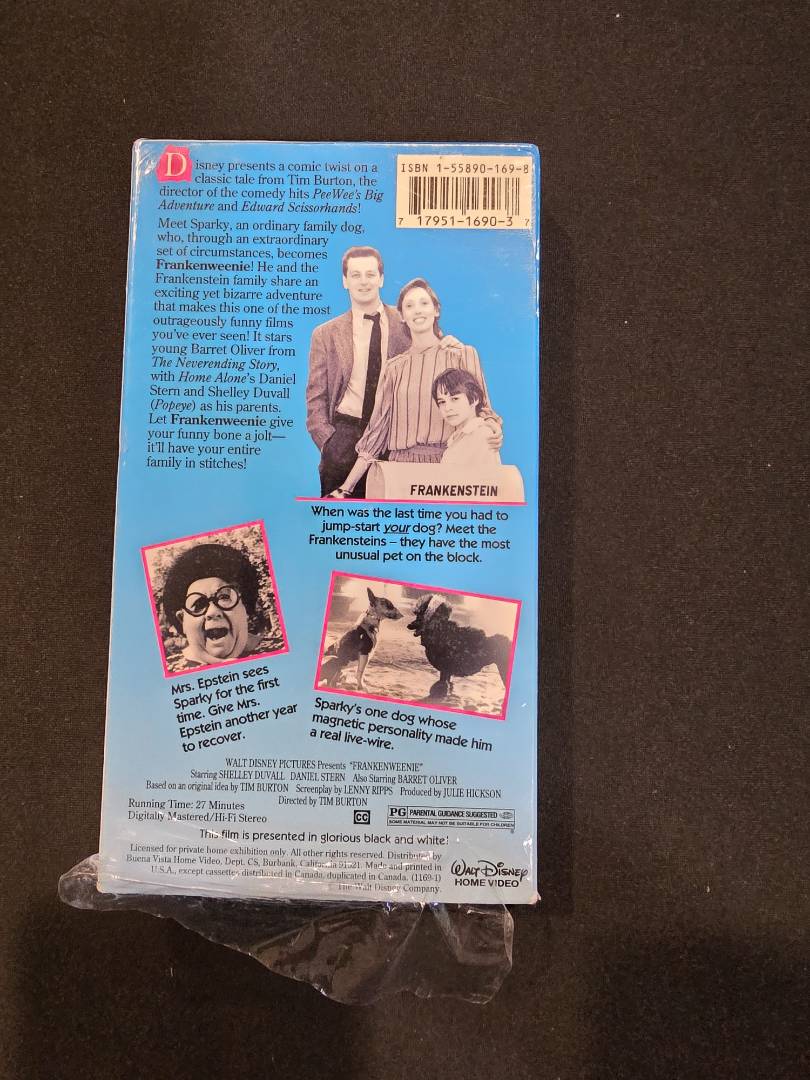 Disney presents a comic twist on a
classic tale from Tim Burton, the
director of the comedy hits PeeWee's Big
Adventure and Edward Scissorhands!
Meet Sparky, an ordinary family dog,
who, through an extraordinary
set of circumstances, becomes
Frankenweenie! He and the
Frankenstein family share an
exciting yet bizarre adventure
that makes this one of the most
outrageously funny films
you've ever seen! It stars
young Barret Oliver from
The Neverending Story,
with Home Alone's Daniel
Stern and Shelley Duvall
(Popeye) as his parents.
Let Frankenweenie give
your funny bone a jolt—
it'll have your entire
family in stitches!
ISBN 1-55890-169-8
7 17951-1690-3 7
FRANKENSTEIN
When was the last time you had to
jump-start your dog? Meet the
Frankensteins – they have the most
unusual pet on the block.
Mrs. Epstein sees
Sparky for the first
time. Give Mrs.
Epstein another year
to recover.
Sparky's one dog whose
magnetic personality made him
a real live-wire.
WALT DISNEY PICTURES Presents "FRANKENWEENIE"
Starring SHELLEY DUVALL DANIEL STERN Also Starring BARRET OLIVER
Based on an original idea by TIM BURTON Screenplay by LENNY RIPPS Produced by JULIE HICKSON
Directed by TIM BURTON
Running Time: 27 Minutes
Digitally Mastered/Hi-Fi Stereo
CC
PG PARENTAL GUIDANCE SUGGESTED
SOME MATERIAL MAY NOT BE SUITABLE FOR CHILDREN
This film is presented in glorious black and white!
Licensed for private home exhibition only. All other rights reserved. Distributed by
Buena Vista Home Video, Dept. CS, Burbank, California 91521. Made and printed in
U.S.A., except cassettes distributed in Canada, duplicated in Canada. (1169-1)
© The Walt Disney Company.
Walt Disney
HOME VIDEO